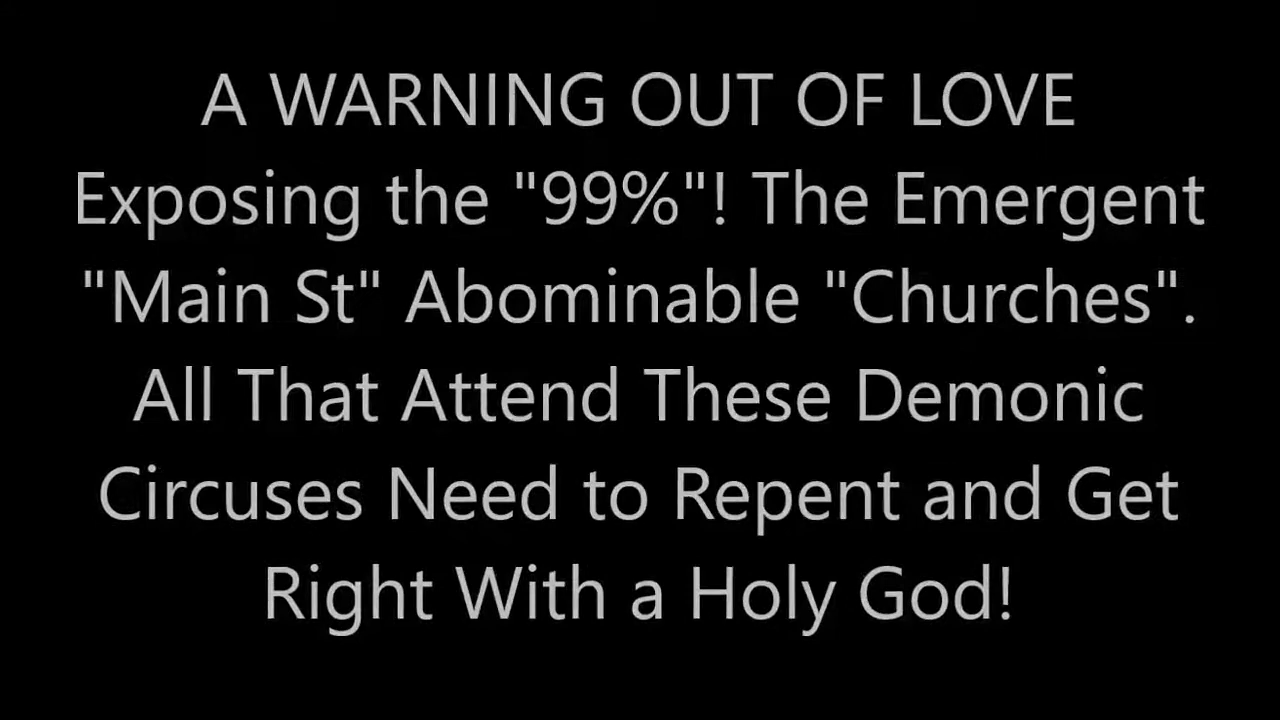 A WARNING OUT OF LOVE
Exposing the "99%"! The Emergent
"Main St" Abominable "Churches".
All That Attend These Demonic
Circuses Need to Repent and Get
Right With a Holy God!